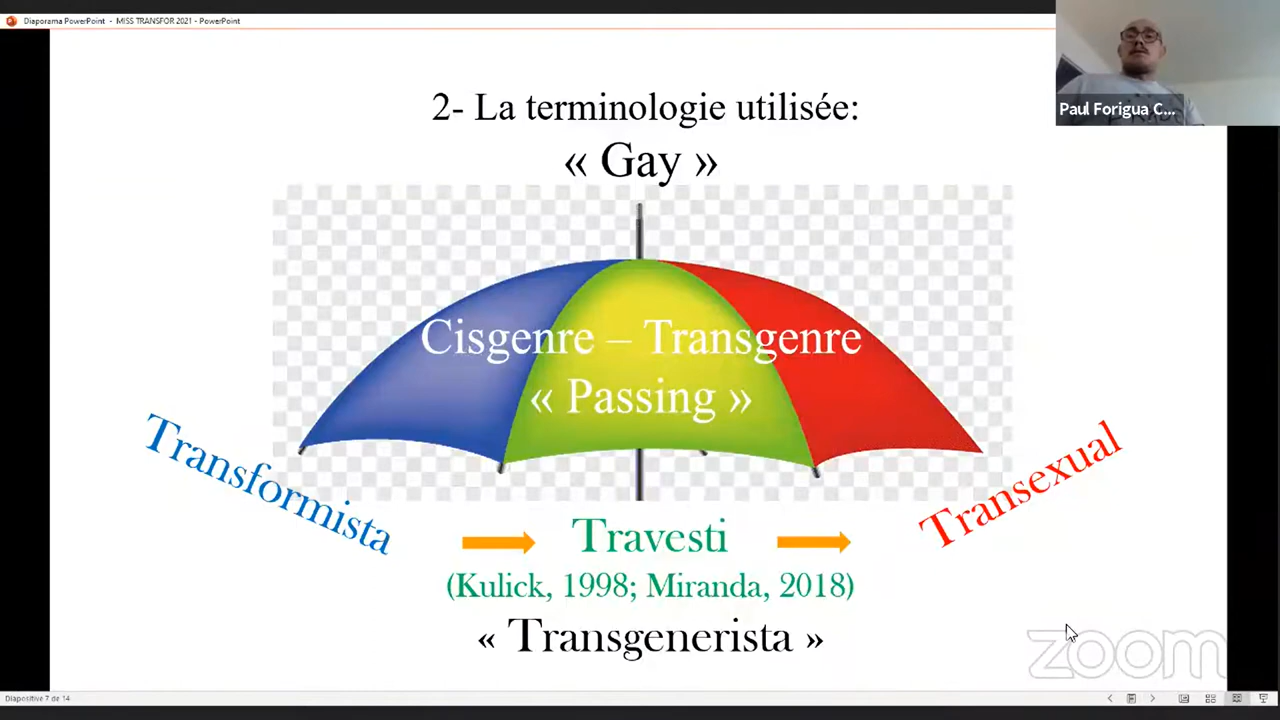 Diaporama PowerPoint - MISS TRANSFOR 2021 - PowerPoint
Paul Forigua C...
2- La terminologie utilisée:
« Gay »
Cisgenre – Transgenre
« Passing »
Transformista
Travesti
Transexual
(Kulick, 1998; Miranda, 2018)
« Transgenerista »
zoom
Diapositive 7 de 14